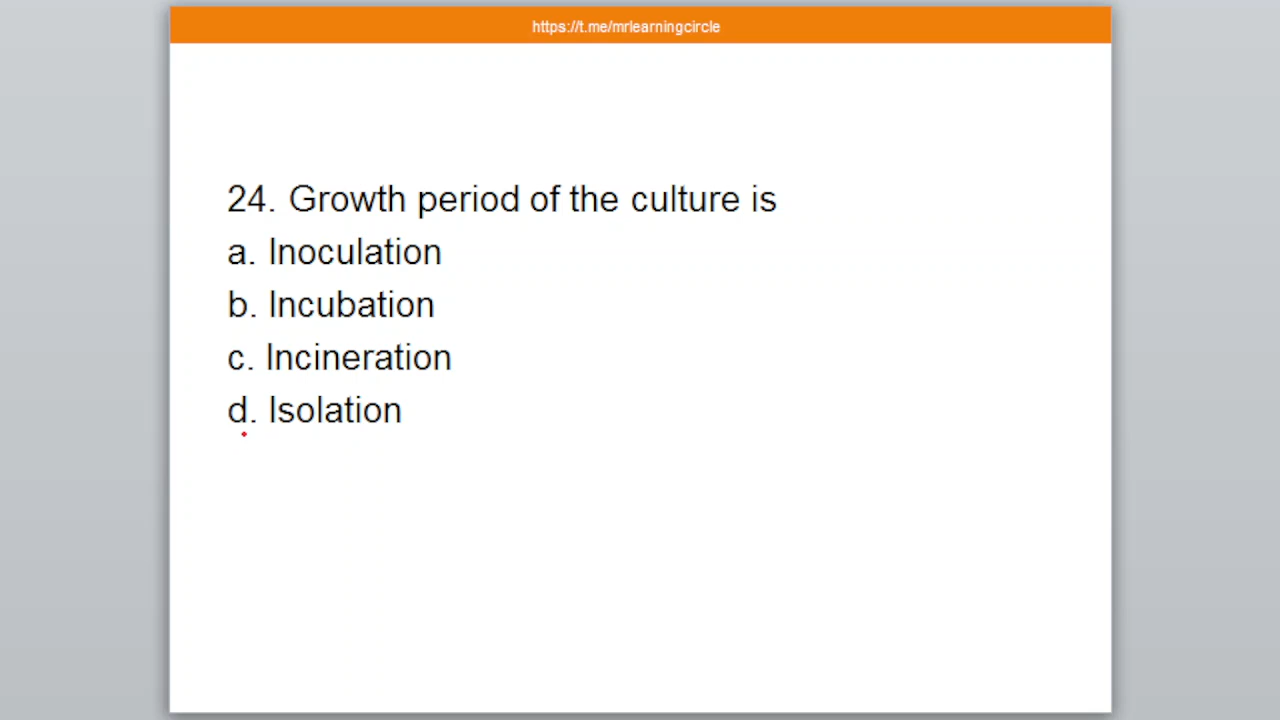 https://t.me/mrlearningcircle
24. Growth period of the culture is
a. Inoculation
b. Incubation
c. Incineration
d. Isolation